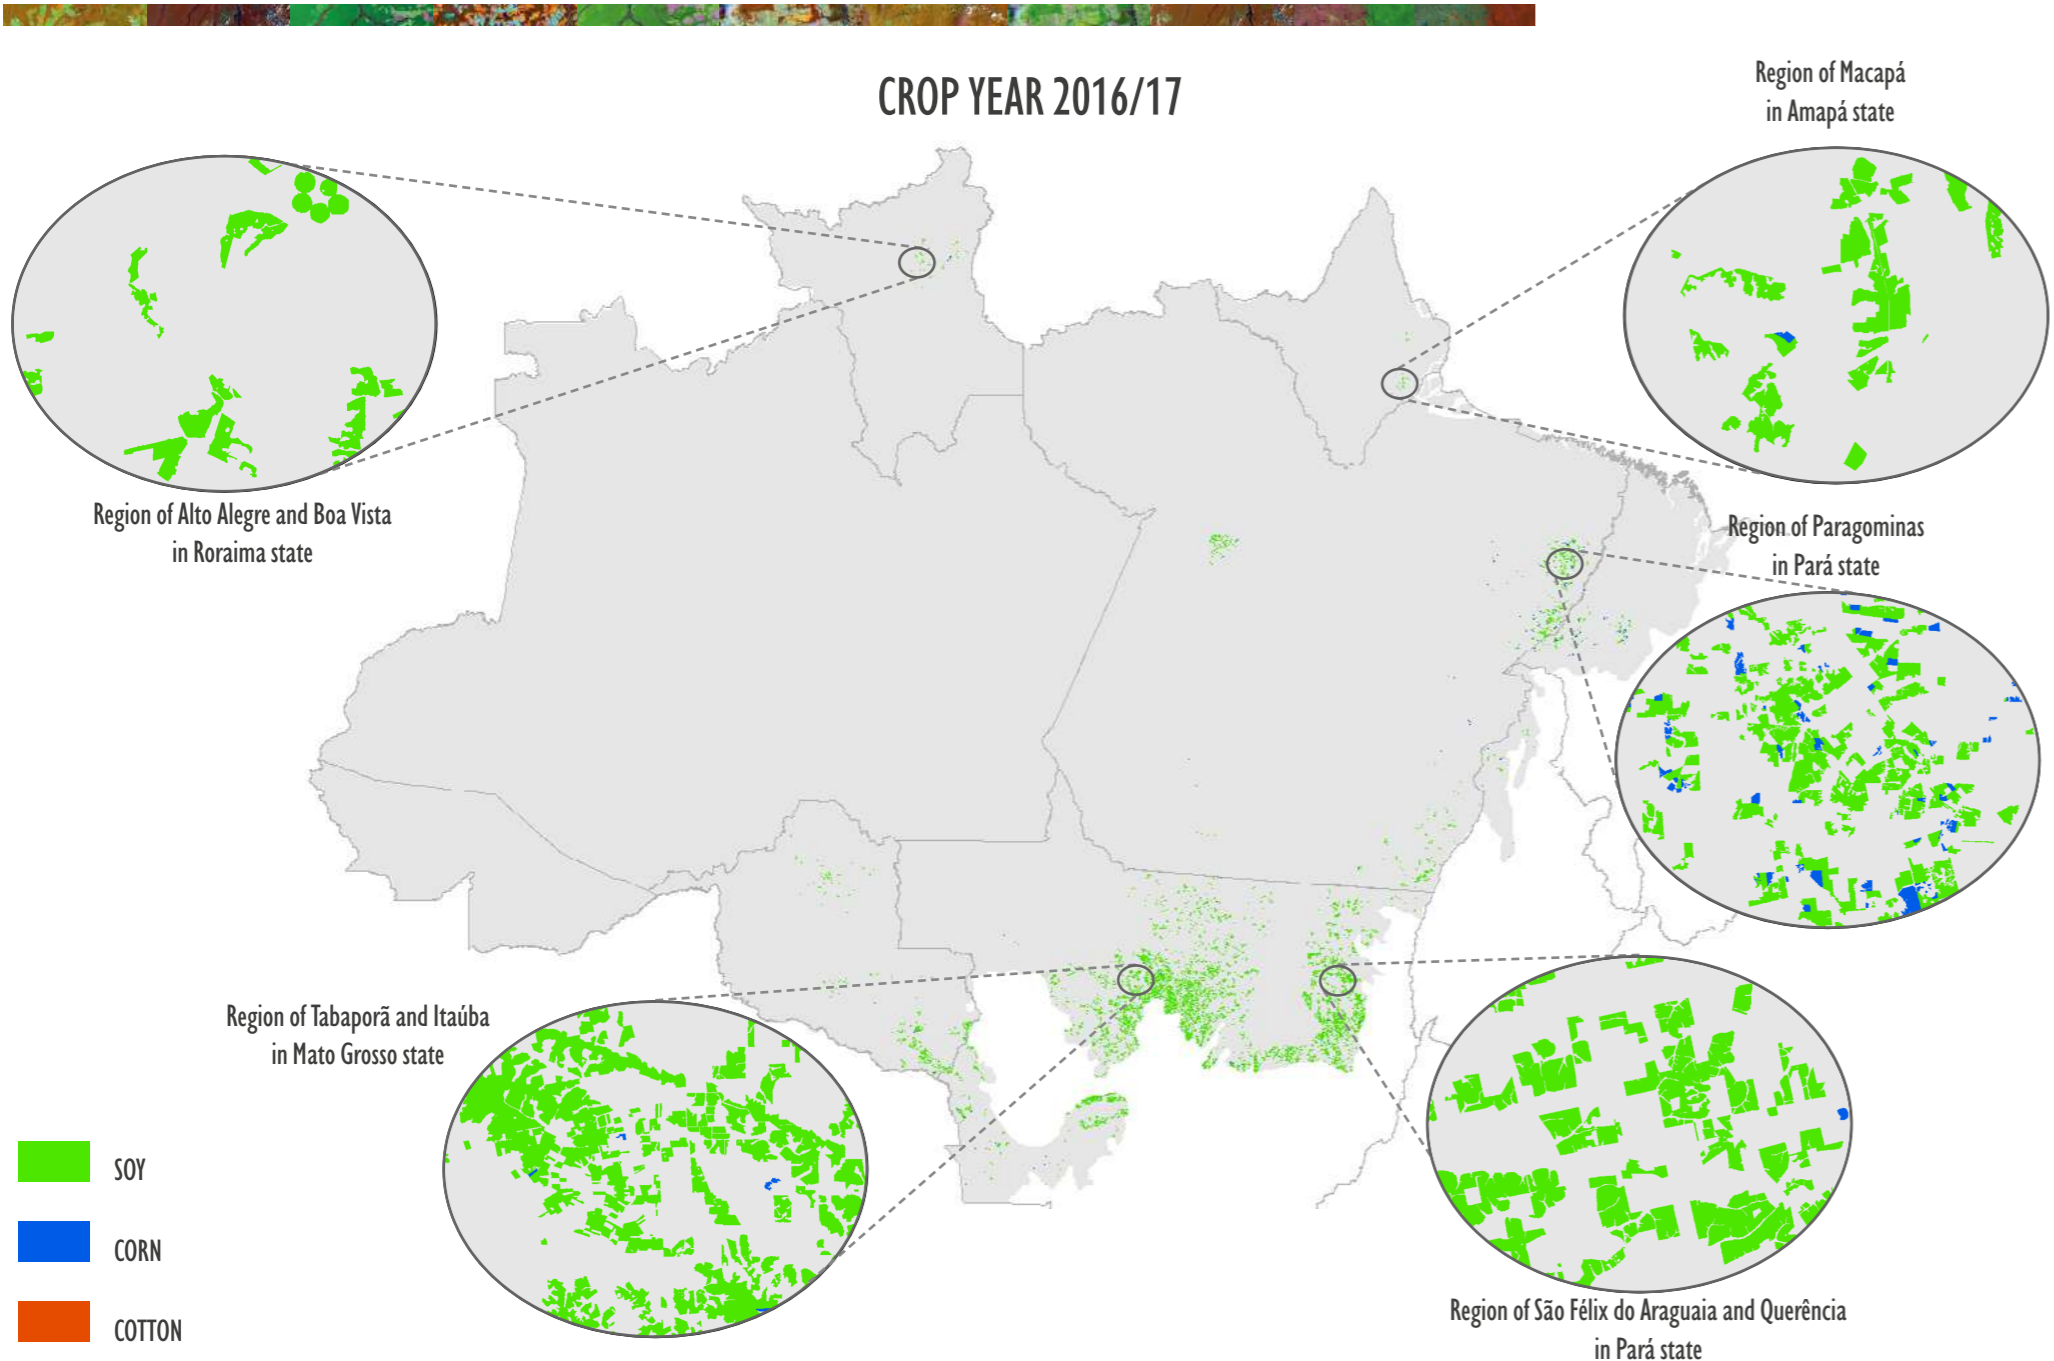 CROP YEAR 2016/17
Region of Macapá
in Amapá state
Region of Alto Alegre and Boa Vista
in Roraima state
Region of Paragominas
in Pará state
Region of Tabaporã and Itaúba
in Mato Grosso state
SOY
CORN
COTTON
Region of São Félix do Araguaia and Querência
in Pará state